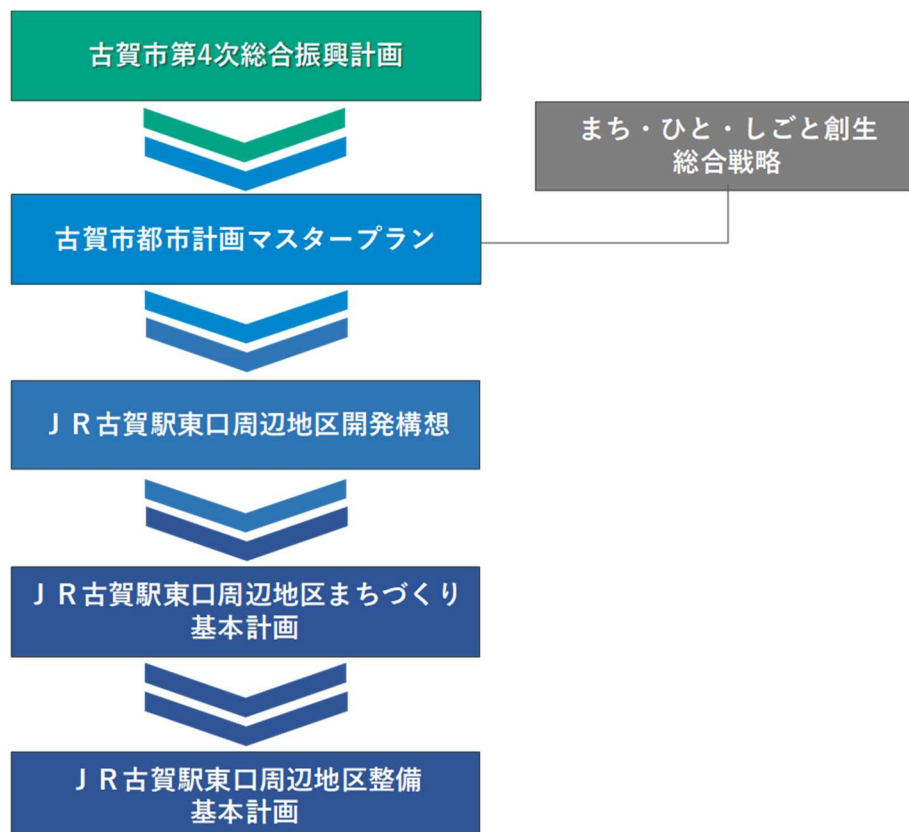 古賀市第4次総合振興計画
まち・ひと・しごと創生
総合戦略
古賀市都市計画マスタープラン
ＪＲ古賀駅東口周辺地区開発構想
ＪＲ古賀駅東口周辺地区まちづくり
基本計画
ＪＲ古賀駅東口周辺地区整備
基本計画